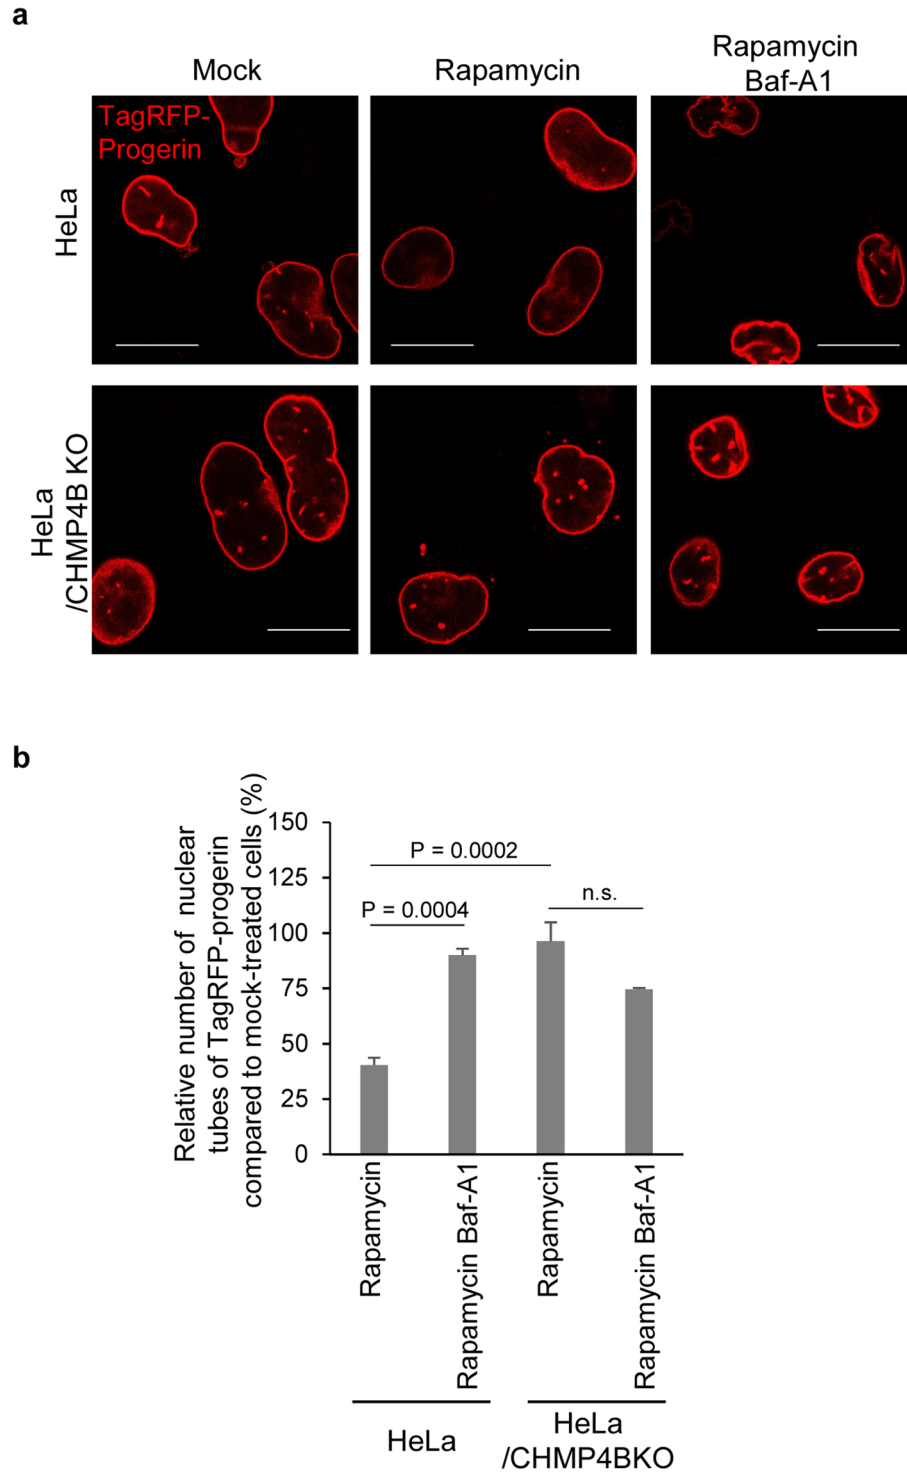 a
Mock
Rapamycin
Rapamycin
Baf-A1
TagRFP-
Progerin
HeLa
HeLa
/CHMP4B KO
b
Relative number of nuclear
tubes of TagRFP-progerin
compared to mock-treated cells (%)
150
125
100
75
50
25
0
P = 0.0002
P = 0.0004
n.s.
Rapamycin
Rapamycin Baf-A1
Rapamycin
Rapamycin Baf-A1
HeLa
HeLa
/CHMP4BKO